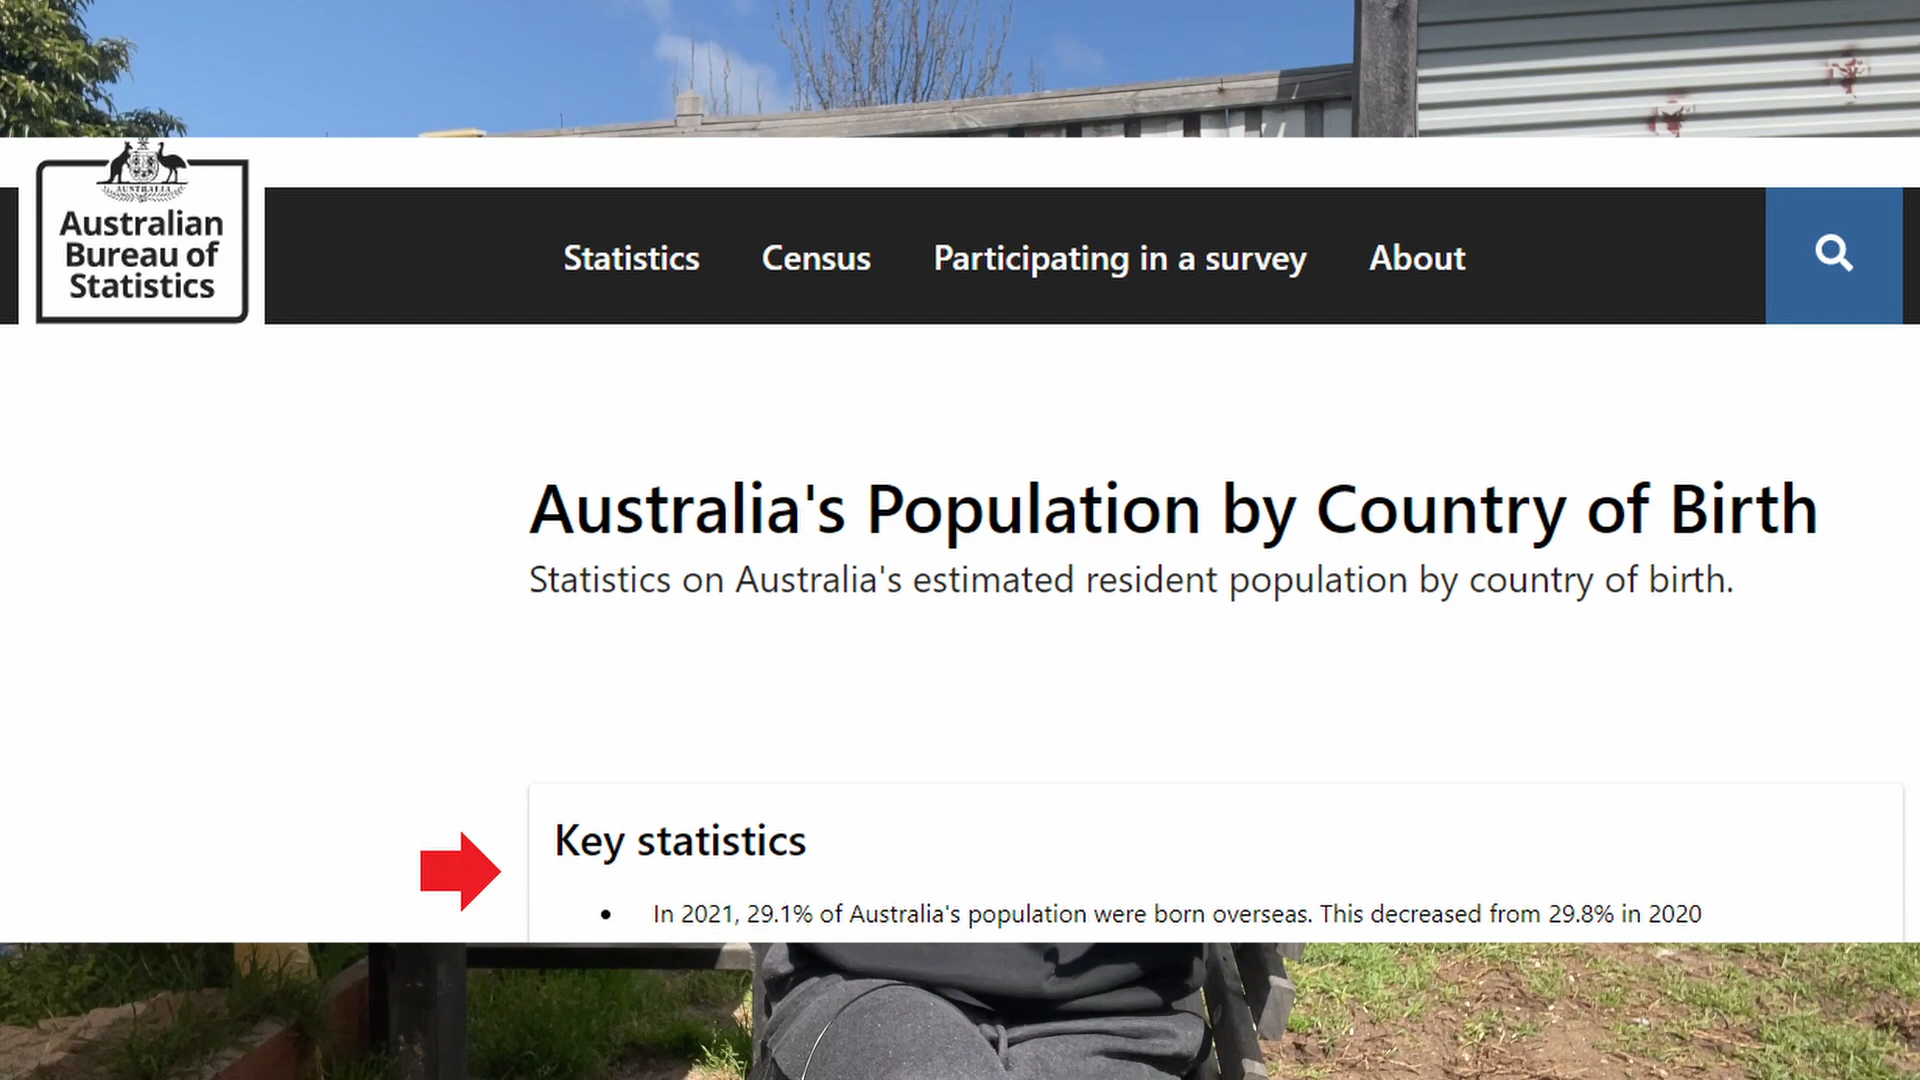 AUSTRALIA
Australian
Bureau of
Statistics
Statistics Census Participating in a survey About
Australia's Population by Country of Birth
Statistics on Australia's estimated resident population by country of birth.
Key statistics
• In 2021, 29.1% of Australia's population were born overseas. This decreased from 29.8% in 2020